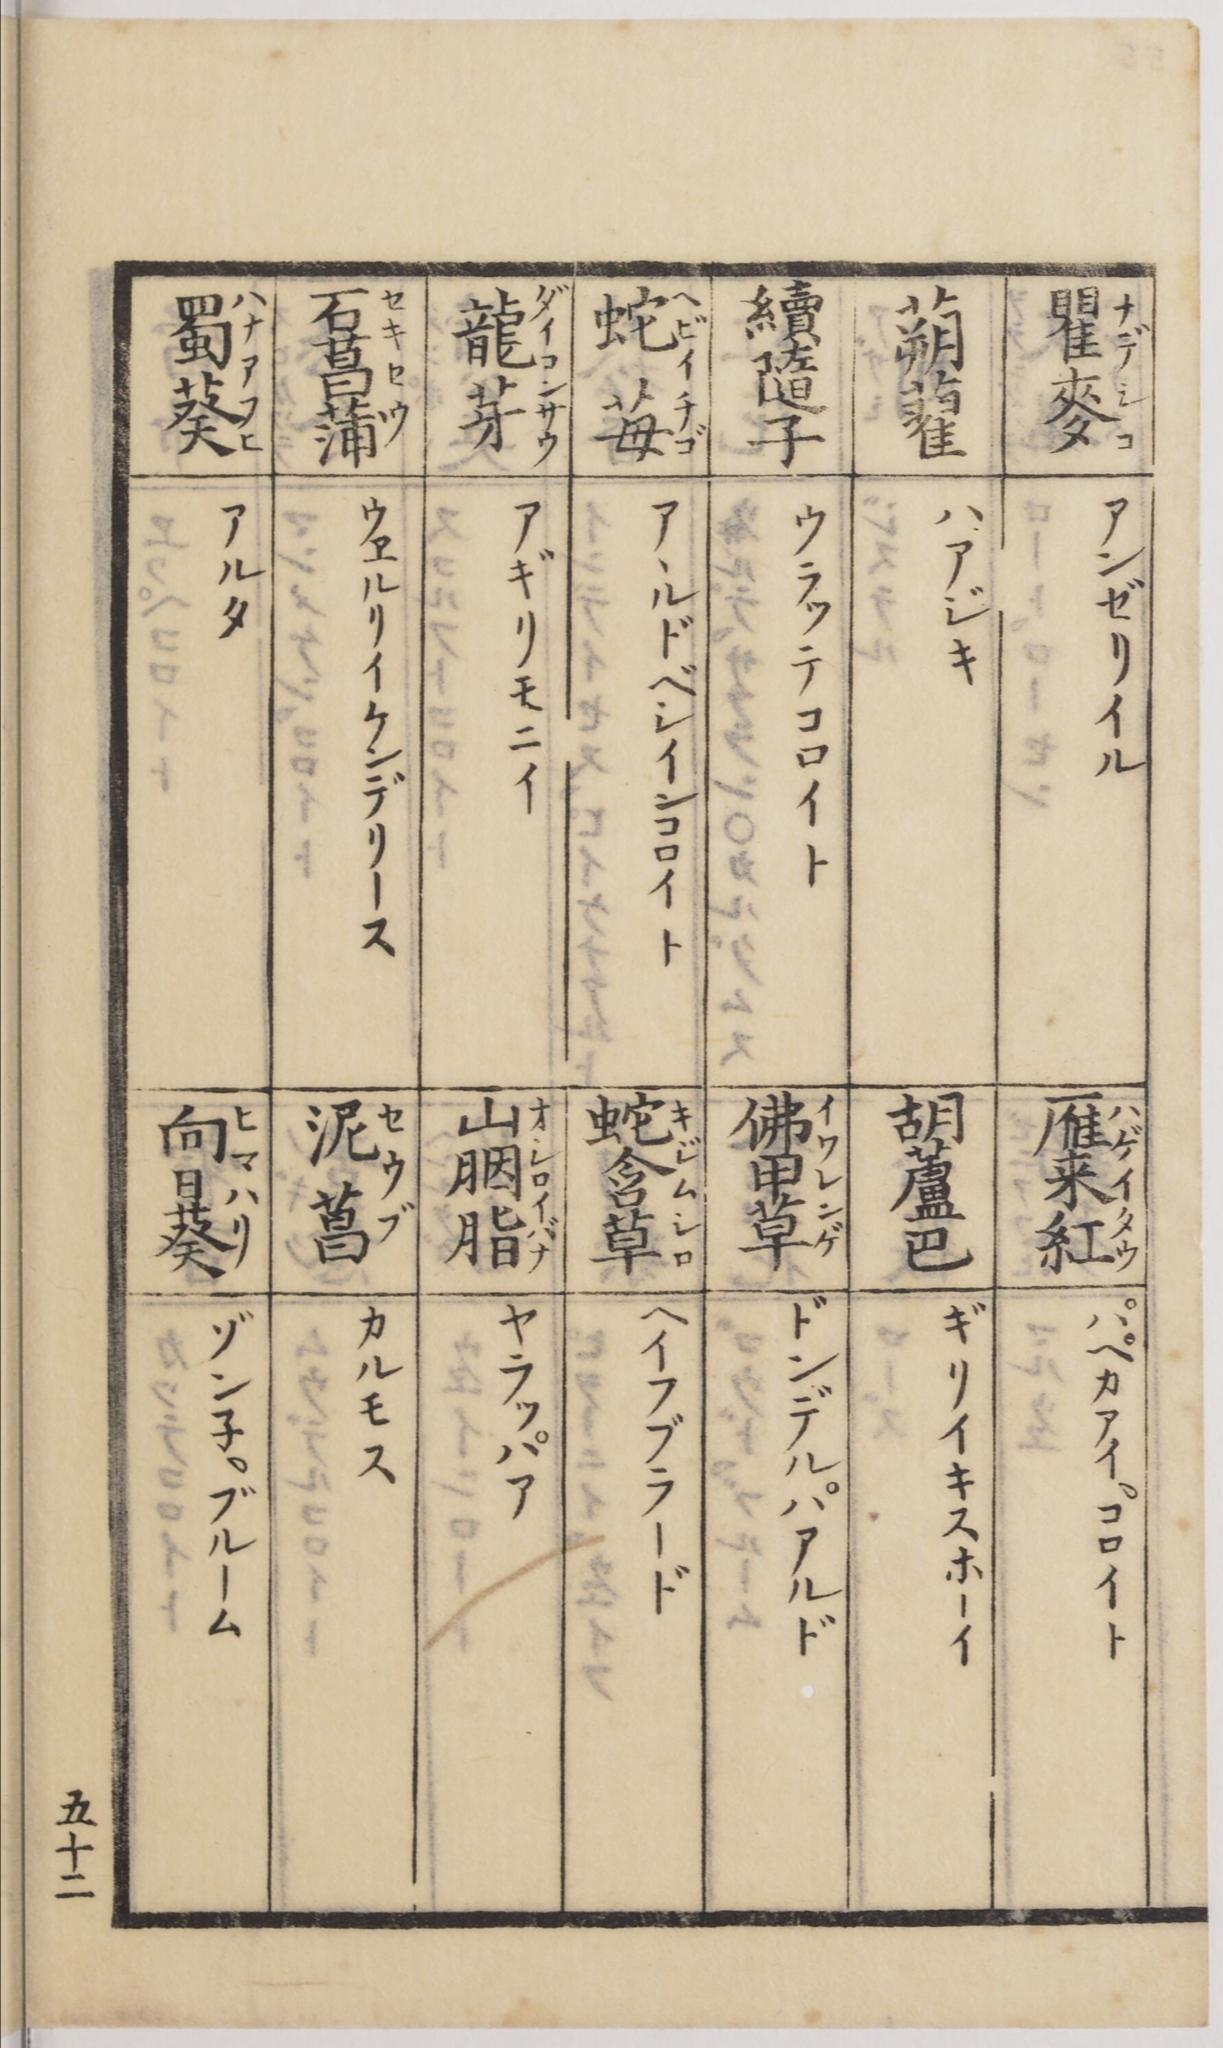 瞿麥 ナデシコ
アンゼリイル
蒴藋
ハアジキ
續隨子
ウラッテコロイト
蛇苺 ヘビイチゴ
アヽルドベシインコロイト
龍芽 ダイコンサウ
アギリモニイ
石菖蒲 セキセウブ
ウヱルリイケンデリース
蜀葵 ハナアフヒ
アルタ
雁来紅 ハゲイタウ
パペカアイ。コロイト
胡蘆巴
ギリイキスホーイ
佛甲草 イワレンゲ
ドンデルパアルド
蛇含草 キジムシロ
ヘイフブラード
山胭脂 オシロイバナ
ヤラッパア
泥菖 セウブ
カルモス
向日葵 ヒマハリ
ゾン子。ブルーム
五十二